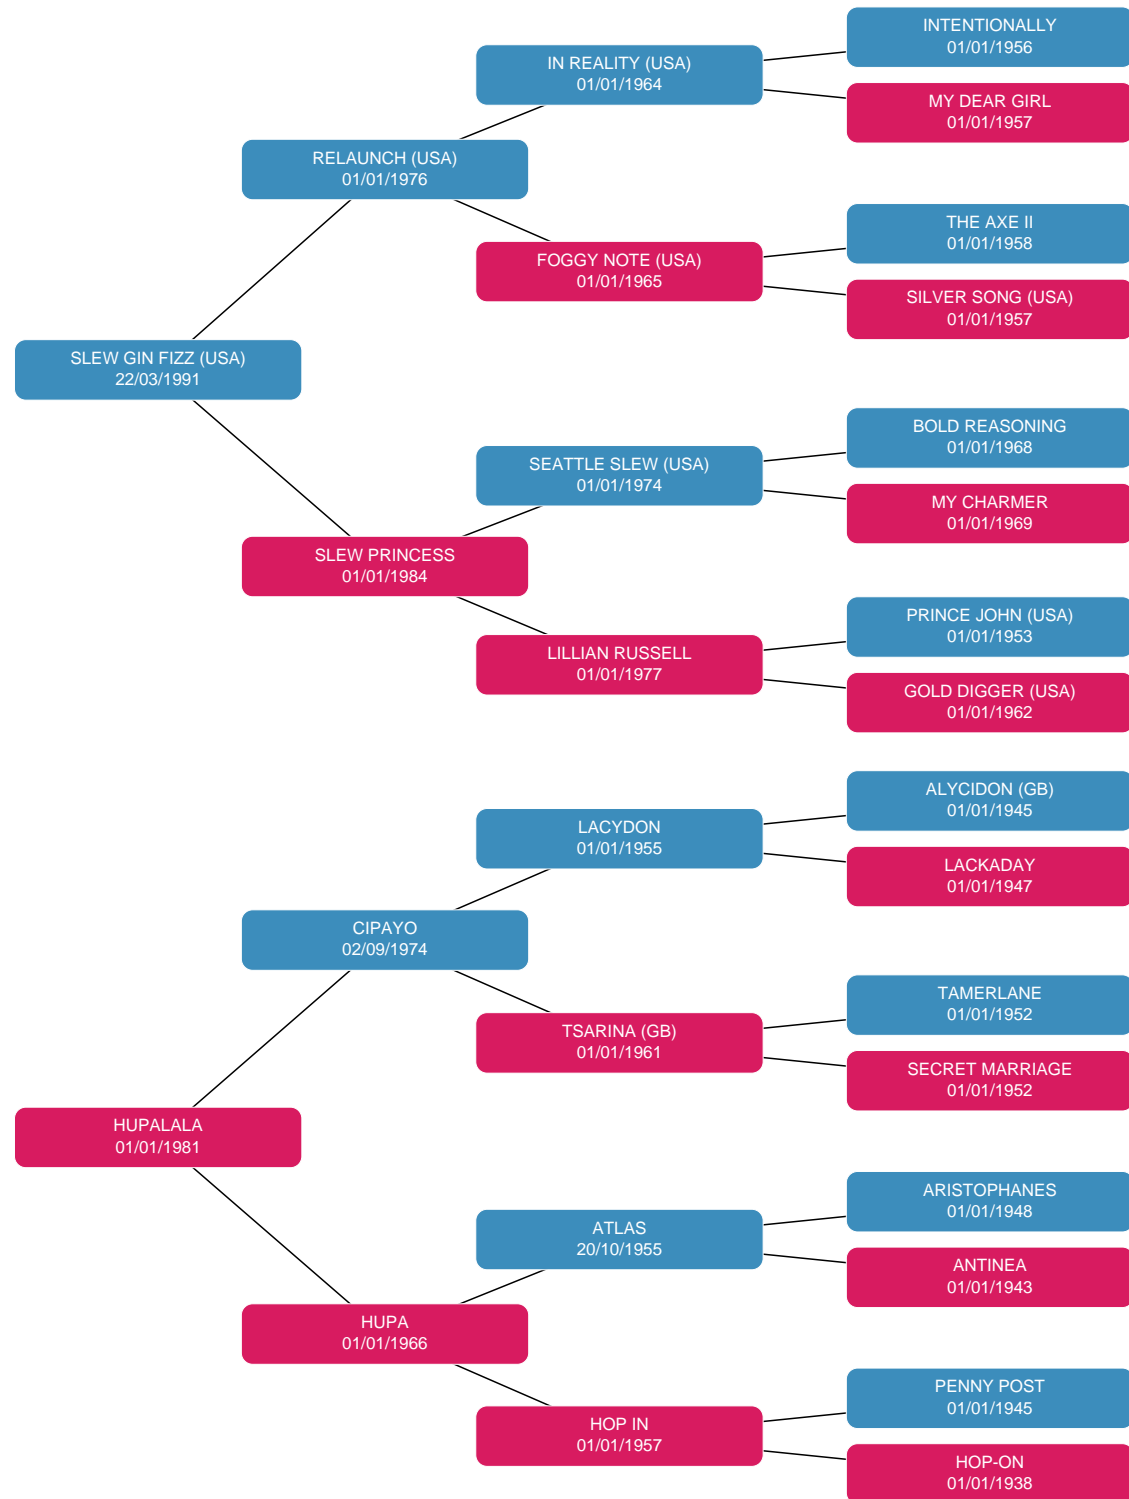 INTENTIONALLY
01/01/1956
IN REALITY (USA)
01/01/1964
MY DEAR GIRL
01/01/1957
RELAUNCH (USA)
01/01/1976
THE AXE II
01/01/1958
FOGGY NOTE (USA)
01/01/1965
SILVER SONG (USA)
01/01/1957
SLEW GIN FIZZ (USA)
22/03/1991
BOLD REASONING
01/01/1968
SEATTLE SLEW (USA)
01/01/1974
MY CHARMER
01/01/1969
SLEW PRINCESS
01/01/1984
PRINCE JOHN (USA)
01/01/1953
LILLIAN RUSSELL
01/01/1977
GOLD DIGGER (USA)
01/01/1962
ALYCIDON (GB)
01/01/1945
LACYDON
01/01/1955
LACKADAY
01/01/1947
CIPAYO
02/09/1974
TAMERLANE
01/01/1952
TSARINA (GB)
01/01/1961
SECRET MARRIAGE
01/01/1952
HUPALALA
01/01/1981
ARISTOPHANES
01/01/1948
ATLAS
20/10/1955
ANTINEA
01/01/1943
HUPA
01/01/1966
PENNY POST
01/01/1945
HOP IN
01/01/1957
HOP-ON
01/01/1938